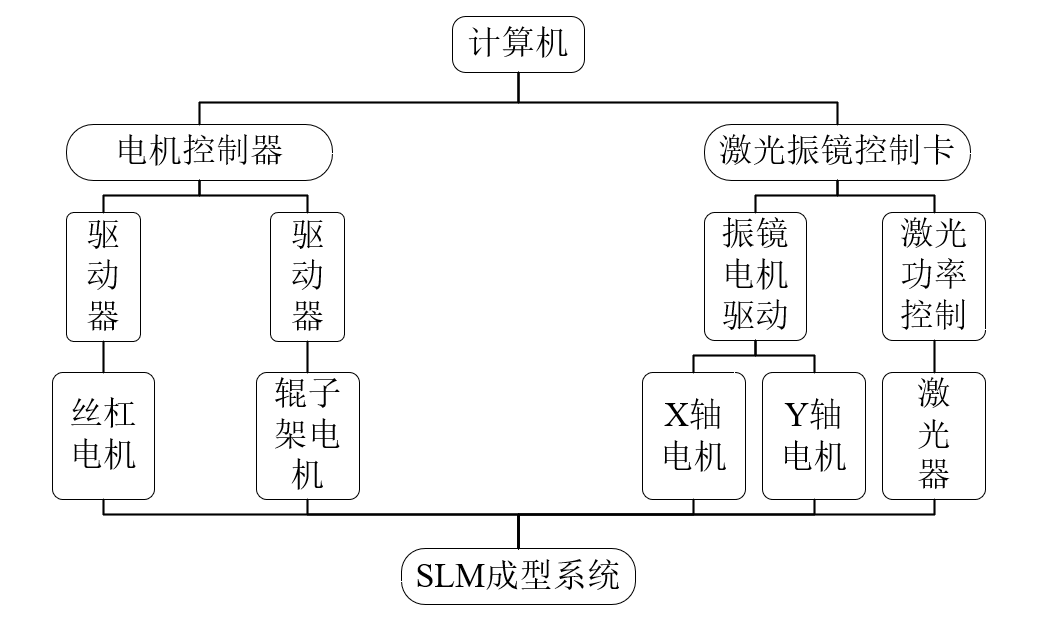 计算机
电机控制器
激光振镜控制卡
驱
动
器
驱
动
器
振镜
电机
驱动
激光
功率
控制
丝杠
电机
辊子
架电
机
X轴
电机
Y轴
电机
激
光
器
SLM成型系统